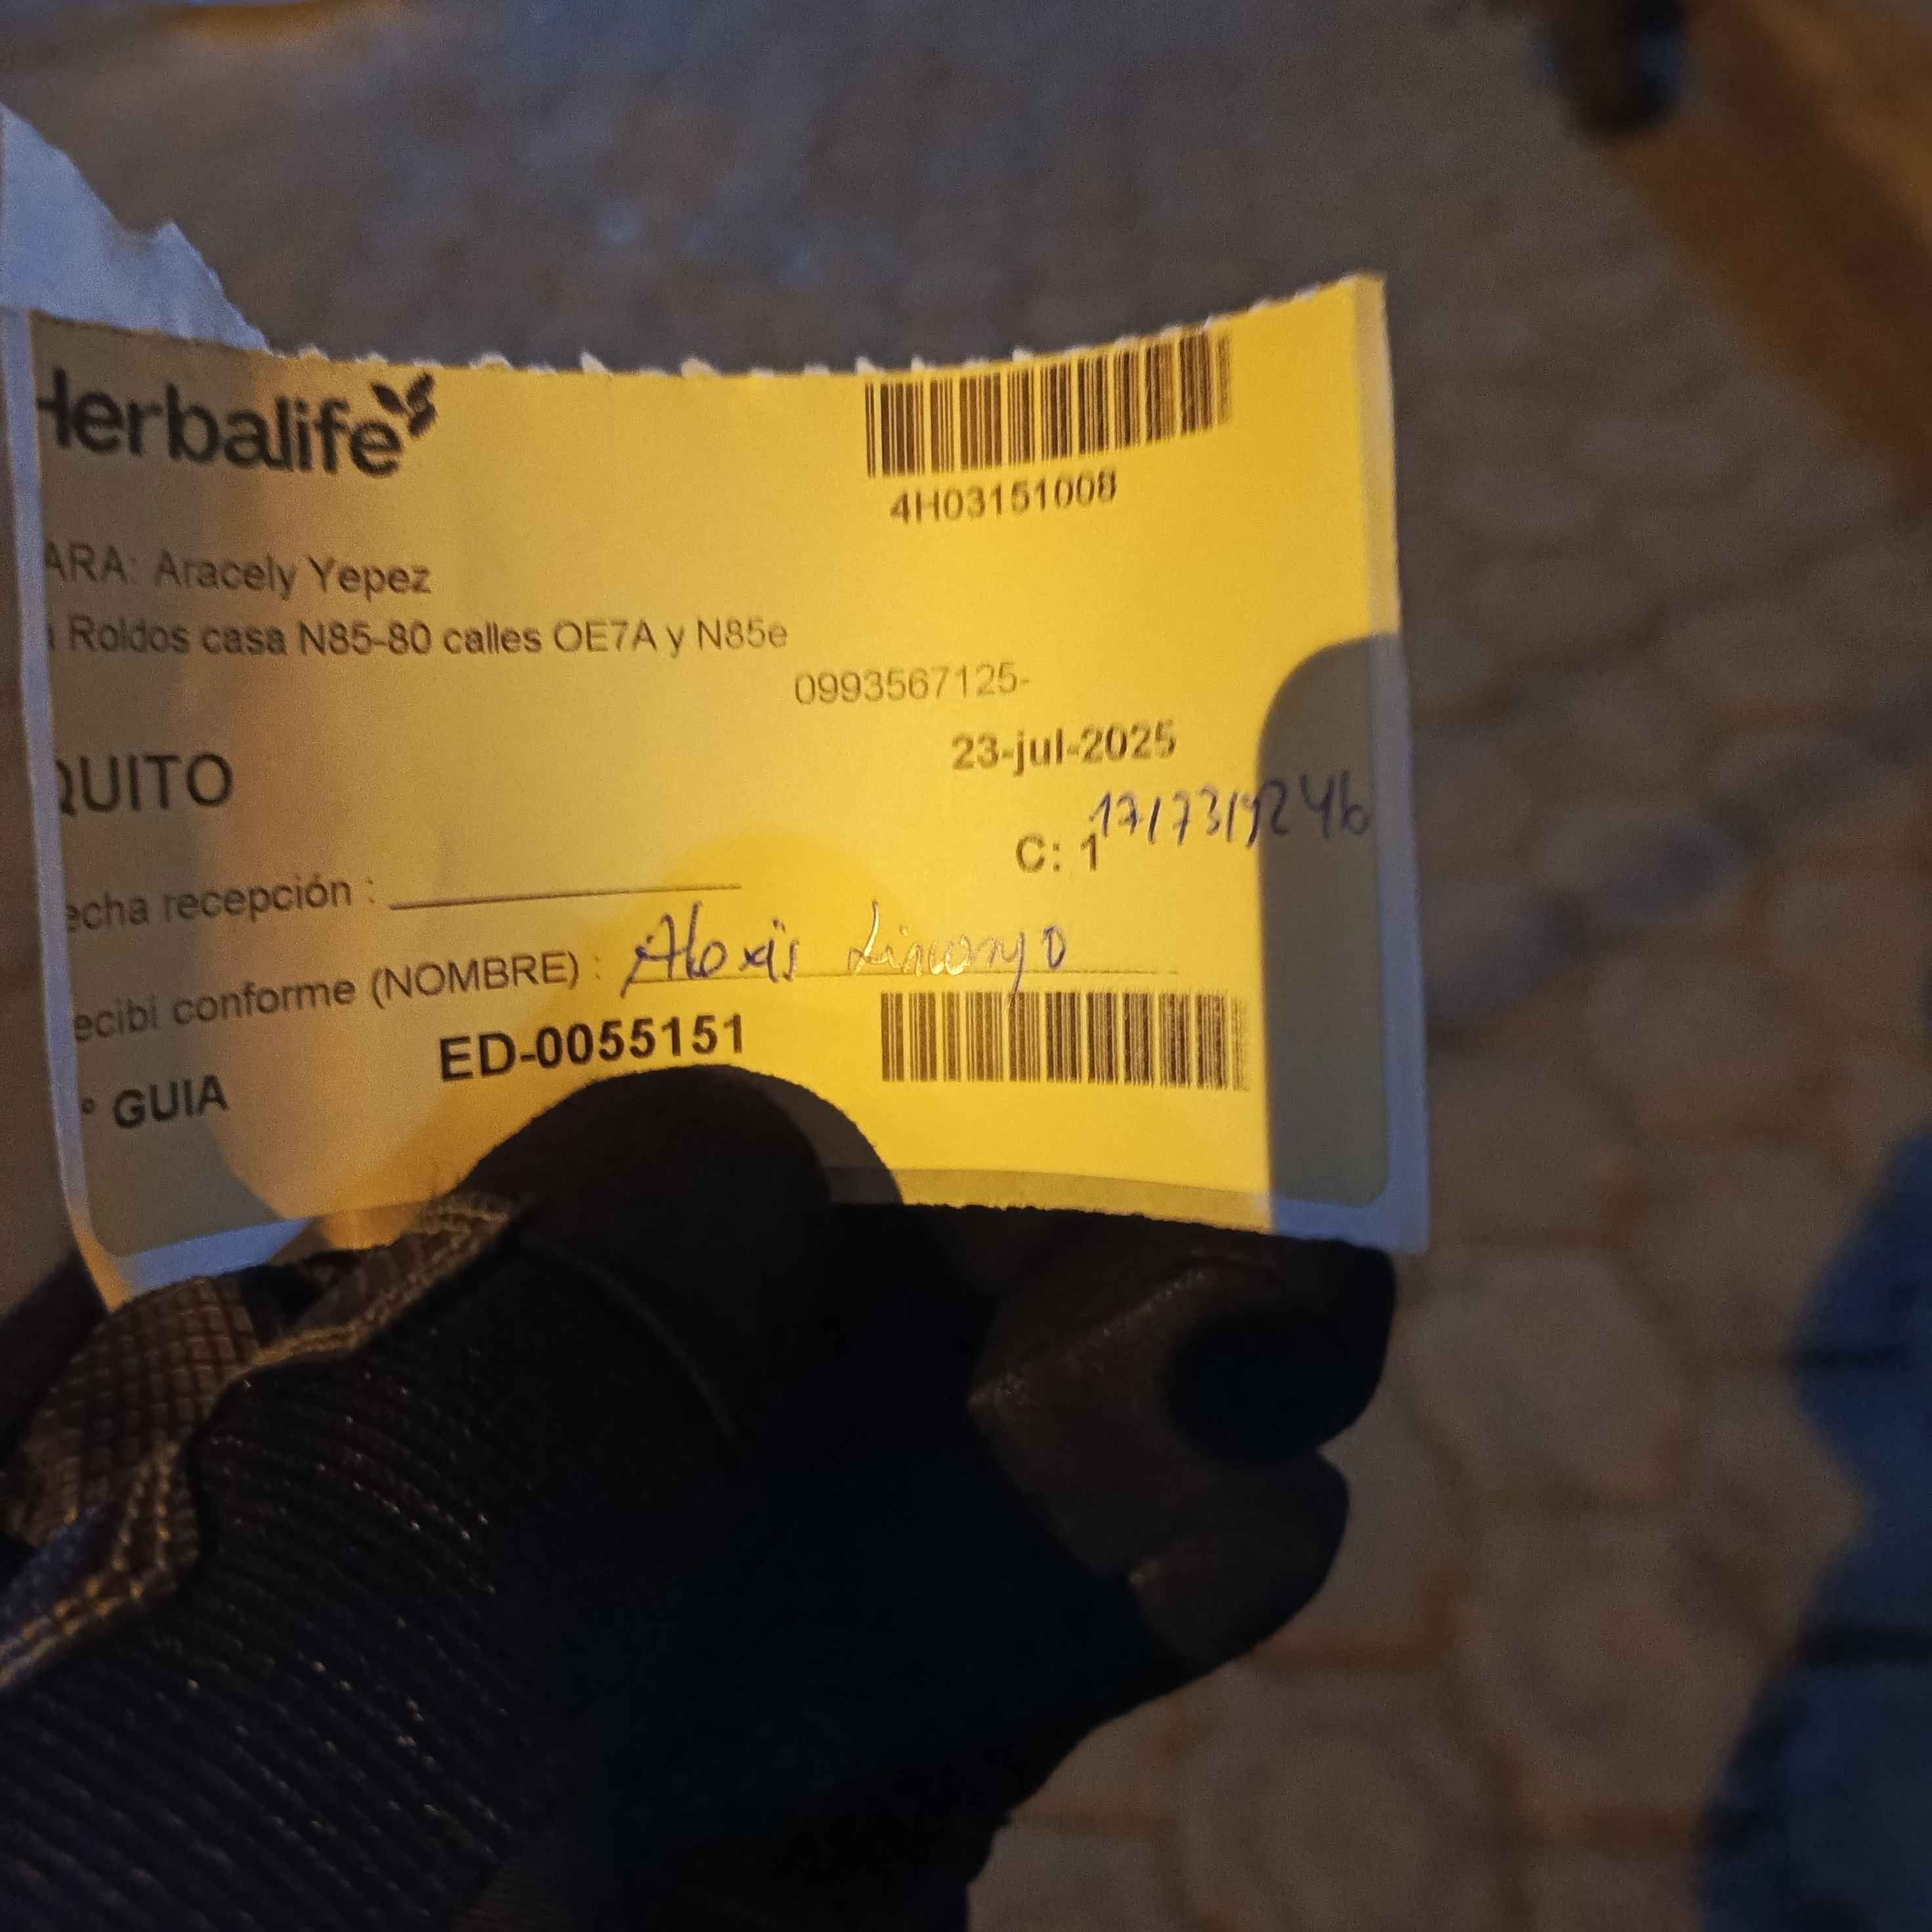 Herbalife
4H03151008
ARA: Aracely Yepez
Roldos casa N85-80 calles OE7A y N85e
0993567125-
23-jul-2025
QUITO
C: 1
echa recepción :
ecibí conforme (NOMBRE) : Alexis
ED-0055151
° GUIA